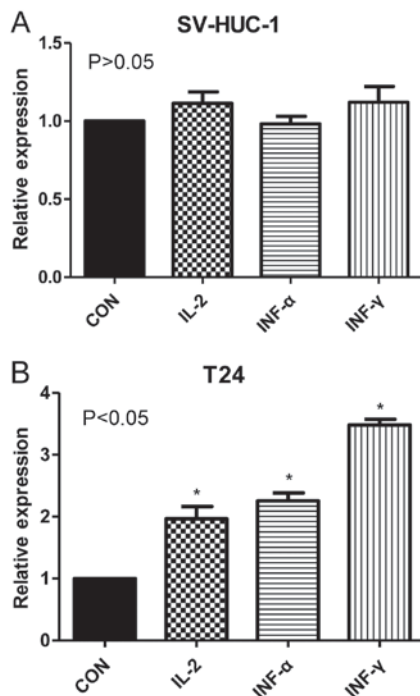 A
SV-HUC-1
P>0.05
Relative expression
1.5
1.0
0.5
0.0
CON
IL-2
INF-α
INF-γ
B
T24
P<0.05
Relative expression
4
3
2
1
0
*
*
*
CON
IL-2
INF-α
INF-γ